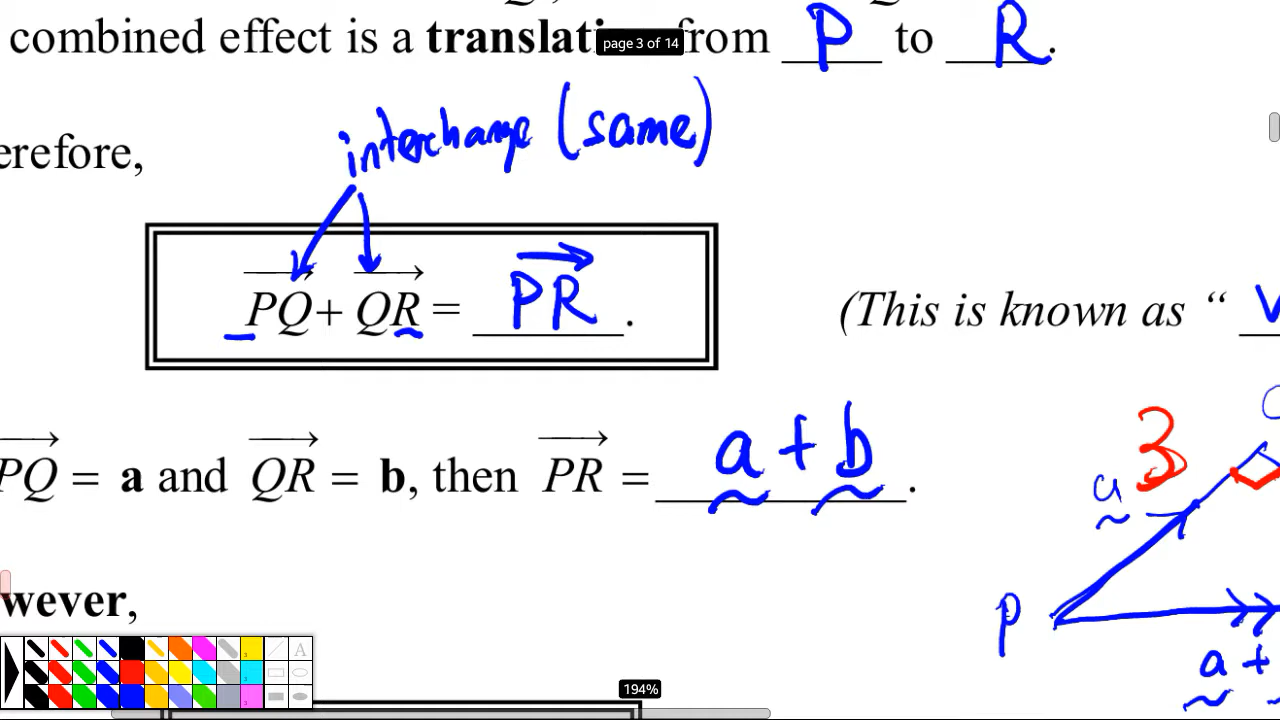 combined effect is a translati from P to R.
page 3 of 14
interchange (same)
erefore,
PQ + QR = PR.
(This is known as “
PQ = a and QR = b, then PR = a + b.
3
a
P
wever,
a +
A
194%